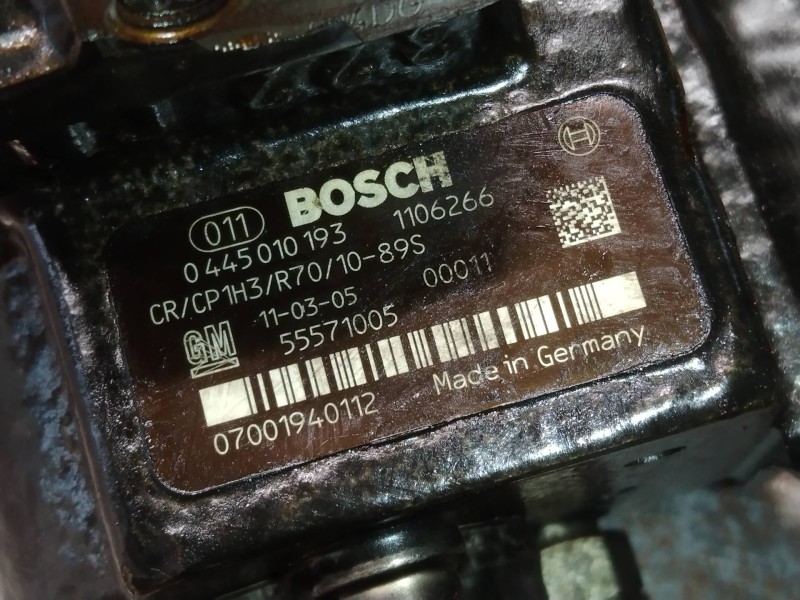 BOSCH
011
0 445 010 193 1106266
CR/CP1H3/R70/10-89S
11-03-05 00011
GM 55571005
07001940112 Made in Germany